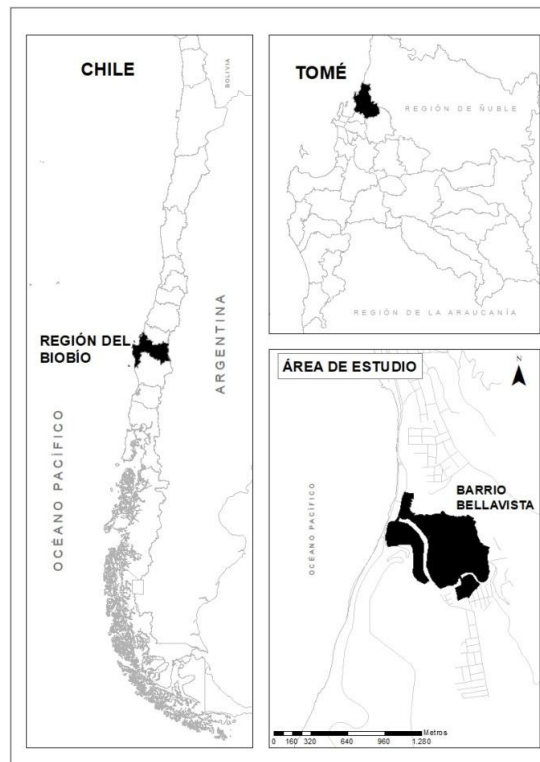 CHILE
BOLIVIA
REGIÓN DEL
BIOBÍO
ARGENTINA
OCÉANO PACÍFICO
TOMÉ
REGIÓN DE ÑUBLE
REGIÓN DE LA ARAUCANÍA
ÁREA DE ESTUDIO
N
BARRIO
BELLAVISTA
OCÉANO PACÍFICO
Metros
0 160 320 640 960 1.280